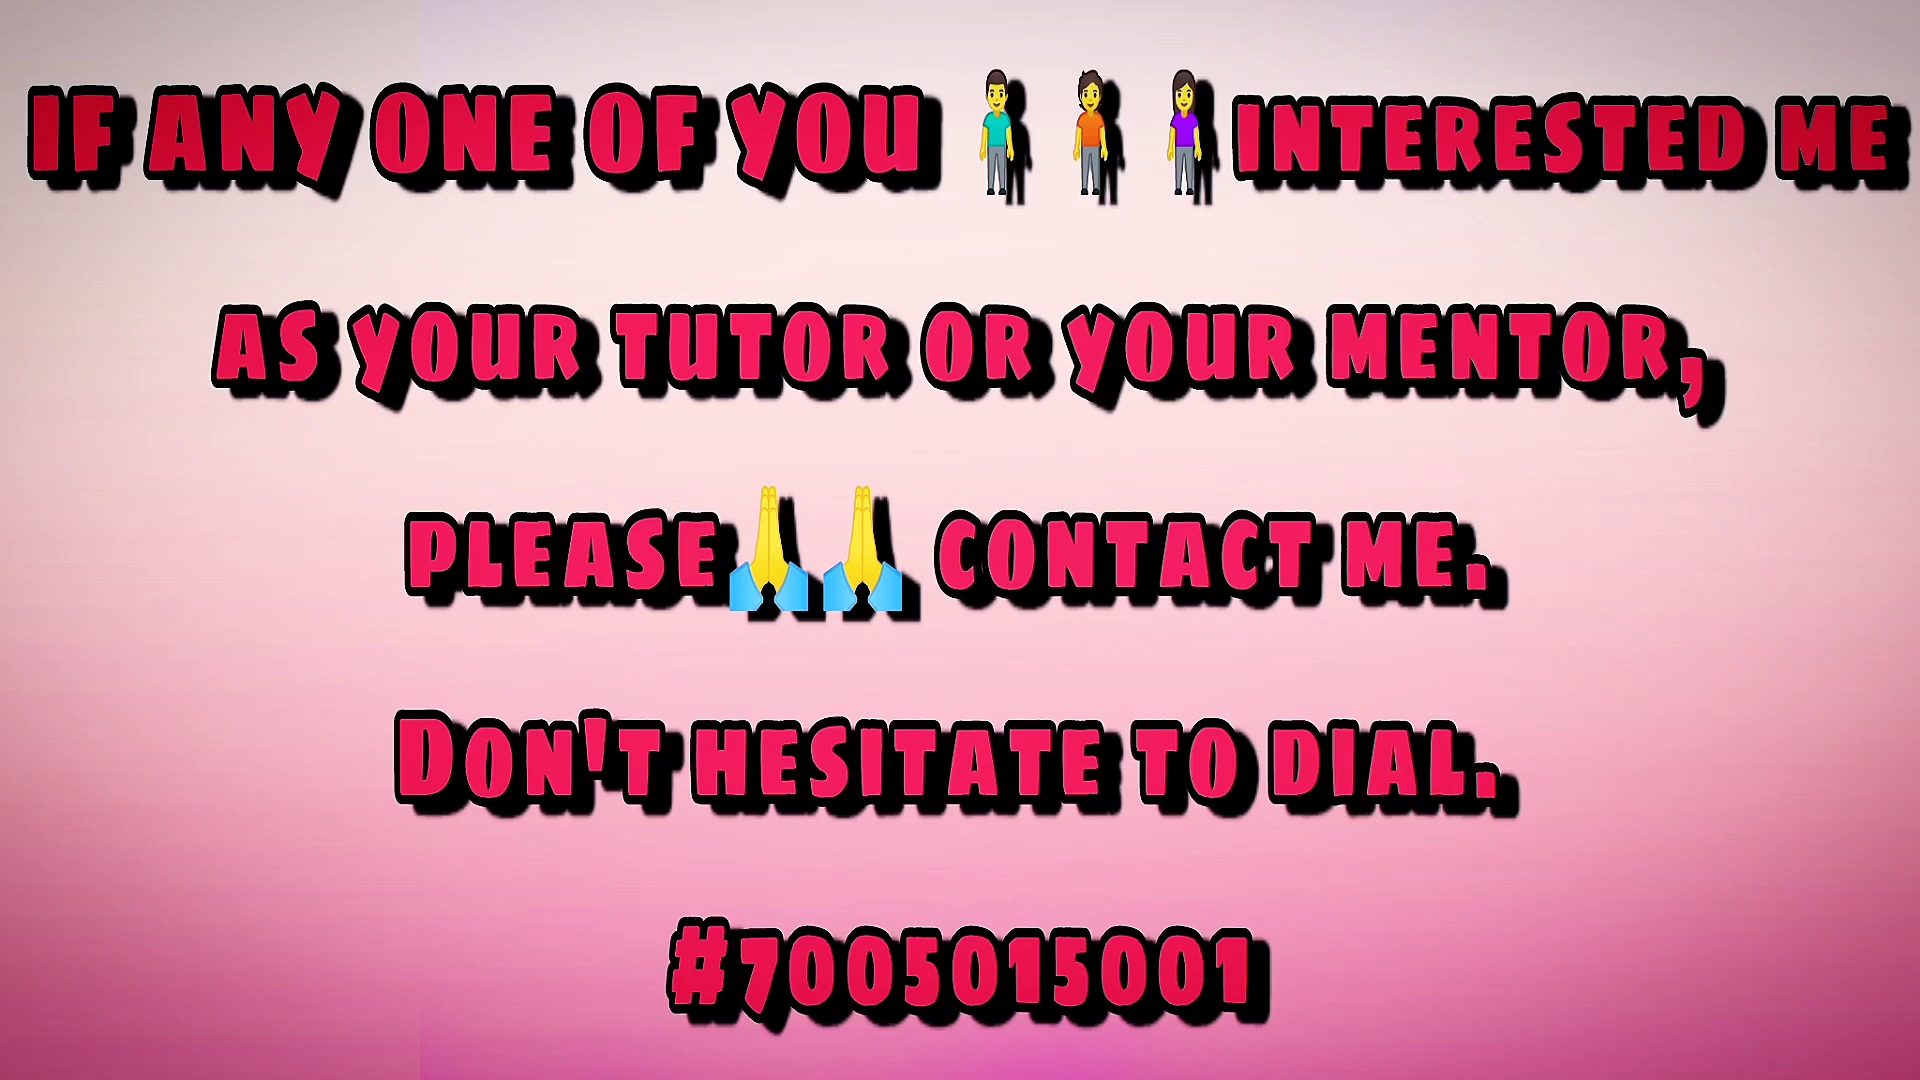 IF ANY ONE OF YOU 🧍‍♂️🧍🧍‍♀️INTERESTED ME
AS YOUR TUTOR OR YOUR MENTOR,
PLEASE🙏🙏 CONTACT ME.
DON'T HESITATE TO DIAL.
#7005015001